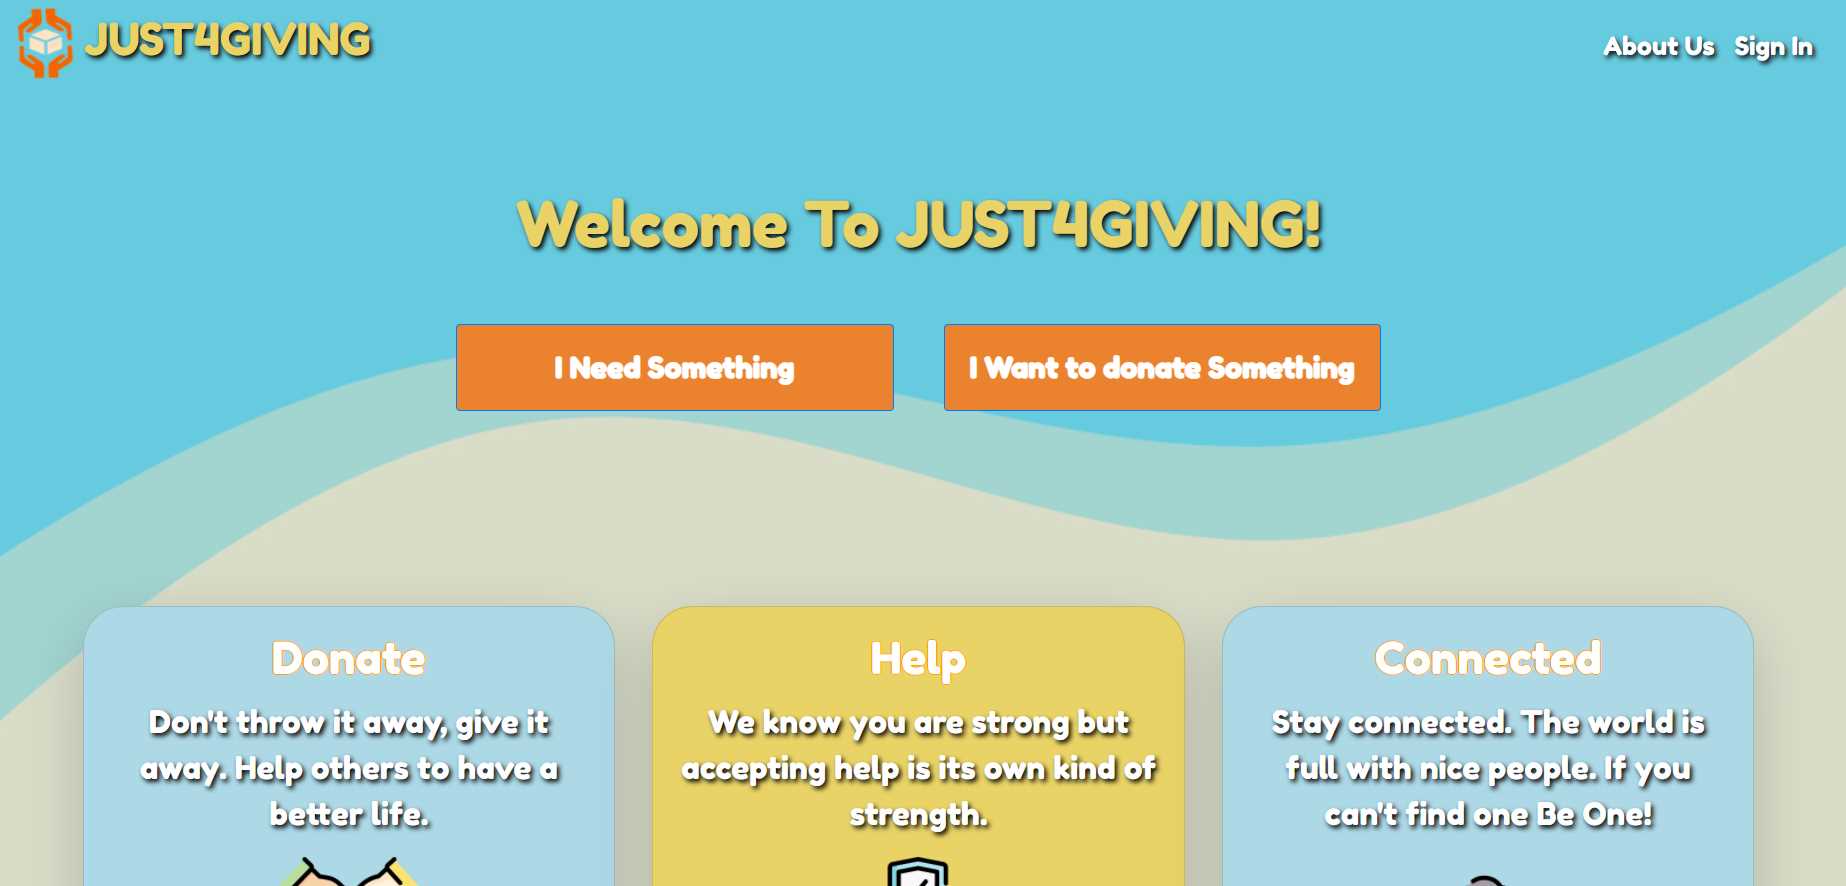 JUST4GIVING
About Us Sign In
Welcome To JUST4GIVING!
I Need Something
I Want to donate Something
Donate
Don't throw it away, give it
away. Help others to have a
better life.
Help
We know you are strong but
accepting help is its own kind of
strength.
Connected
Stay connected. The world is
full with nice people. If you
can't find one Be One!